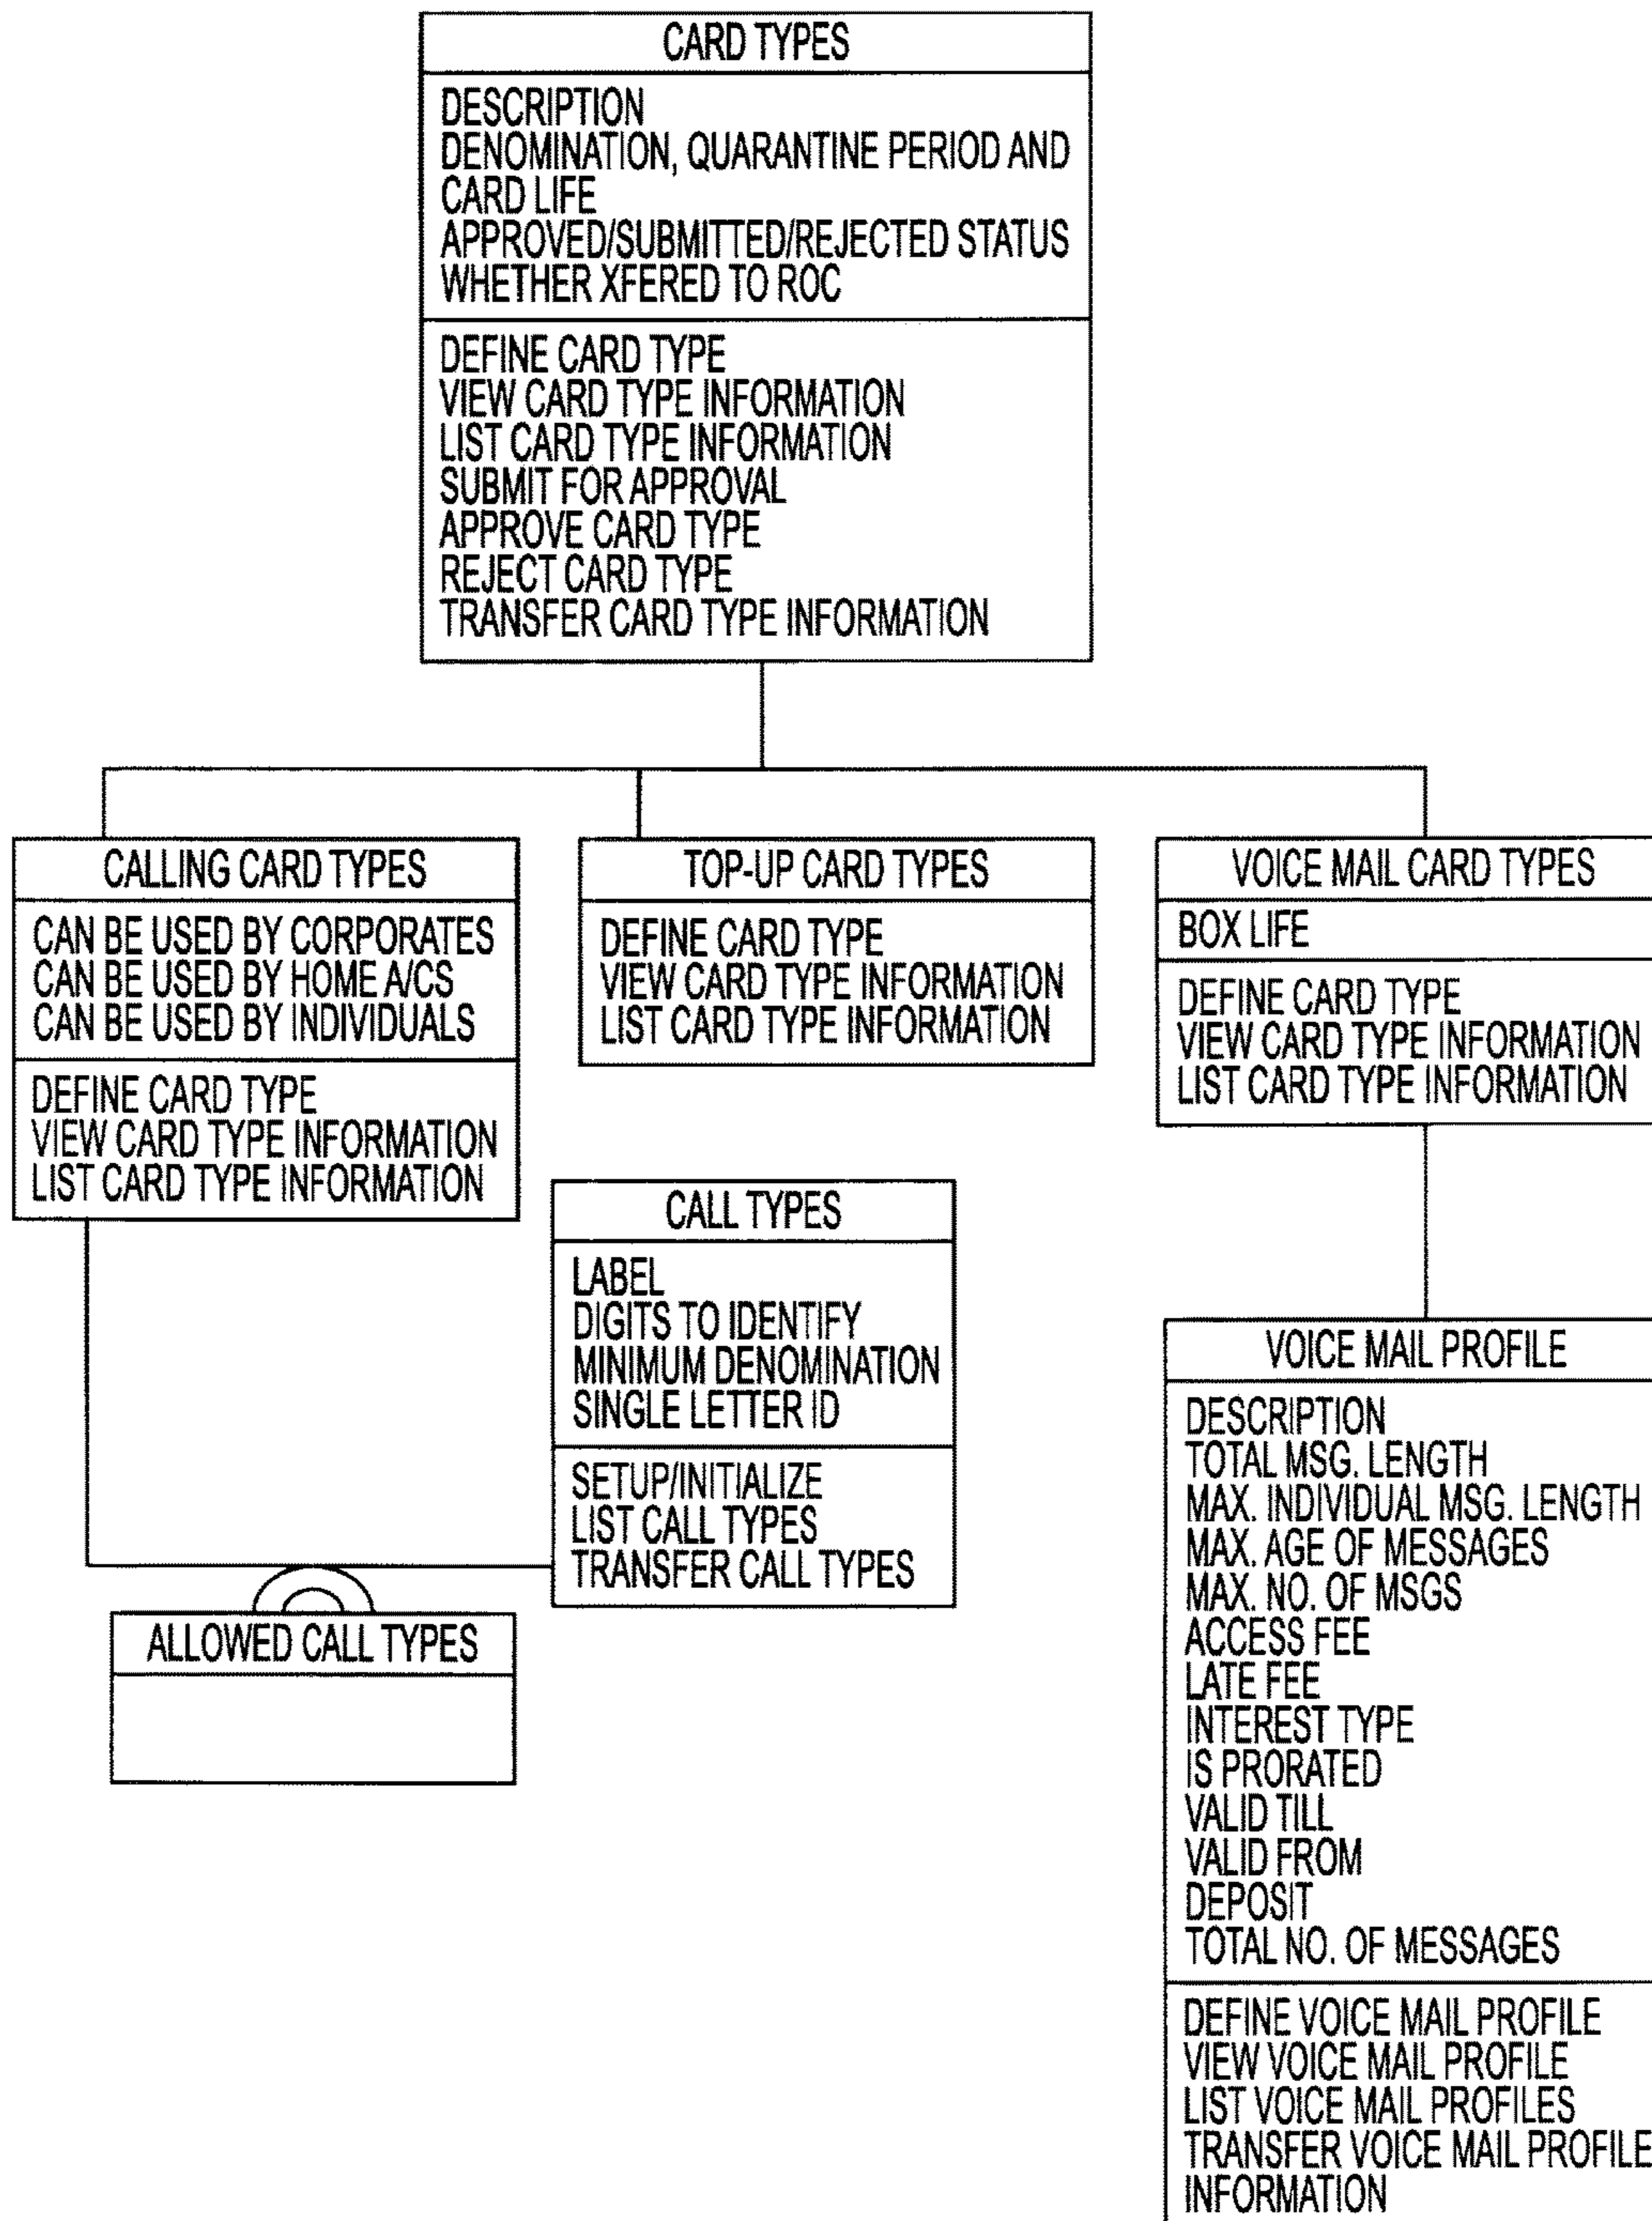 CARD TYPES
DESCRIPTION
DENOMINATION, QUARANTINE PERIOD AND
CARD LIFE
APPROVED/SUBMITTED/REJECTED STATUS
WHETHER XFERED TO ROC
DEFINE CARD TYPE
VIEW CARD TYPE INFORMATION
LIST CARD TYPE INFORMATION
SUBMIT FOR APPROVAL
APPROVE CARD TYPE
REJECT CARD TYPE
TRANSFER CARD TYPE INFORMATION
CALLING CARD TYPES
CAN BE USED BY CORPORATES
CAN BE USED BY HOME A/CS
CAN BE USED BY INDIVIDUALS
DEFINE CARD TYPE
VIEW CARD TYPE INFORMATION
LIST CARD TYPE INFORMATION
TOP-UP CARD TYPES
DEFINE CARD TYPE
VIEW CARD TYPE INFORMATION
LIST CARD TYPE INFORMATION
VOICE MAIL CARD TYPES
BOX LIFE
DEFINE CARD TYPE
VIEW CARD TYPE INFORMATION
LIST CARD TYPE INFORMATION
CALL TYPES
LABEL
DIGITS TO IDENTIFY
MINIMUM DENOMINATION
SINGLE LETTER ID
SETUP/INITIALIZE
LIST CALL TYPES
TRANSFER CALL TYPES
ALLOWED CALL TYPES
VOICE MAIL PROFILE
DESCRIPTION
TOTAL MSG. LENGTH
MAX. INDIVIDUAL MSG. LENGTH
MAX. AGE OF MESSAGES
MAX. NO. OF MSGS
ACCESS FEE
LATE FEE
INTEREST TYPE
IS PRORATED
VALID TILL
VALID FROM
DEPOSIT
TOTAL NO. OF MESSAGES
DEFINE VOICE MAIL PROFILE
VIEW VOICE MAIL PROFILE
LIST VOICE MAIL PROFILES
TRANSFER VOICE MAIL PROFILE
INFORMATION